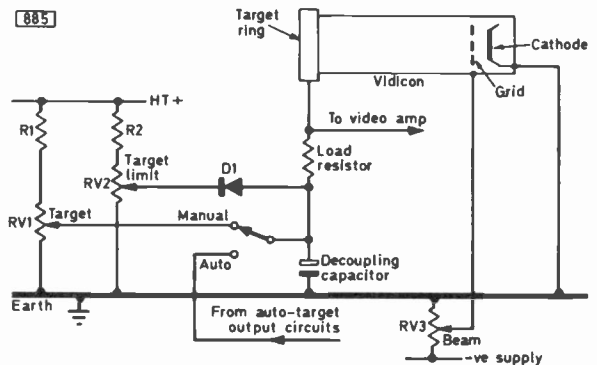 885
Target
ring
Cathode
Vidicon
Grid
HT+
To video amp
R1
R2
Load
resistor
Target
limit
D1
RV2
RV1
Target
Manual
Auto
Decoupling
capacitor
Earth
From auto-target
output circuits
RV3
Beam
-ve supply